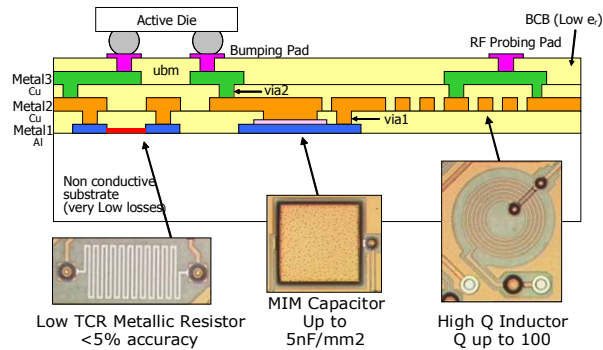 Active Die
BCB (Low eᵣ)
Bumping Pad
RF Probing Pad
ubm
Metal3
Cu
via2
Metal2
Cu
via1
Metal1
Al
Non conductive
substrate
(very Low losses)
Low TCR Metallic Resistor
<5% accuracy
MIM Capacitor
Up to
5nF/mm2
High Q Inductor
Q up to 100